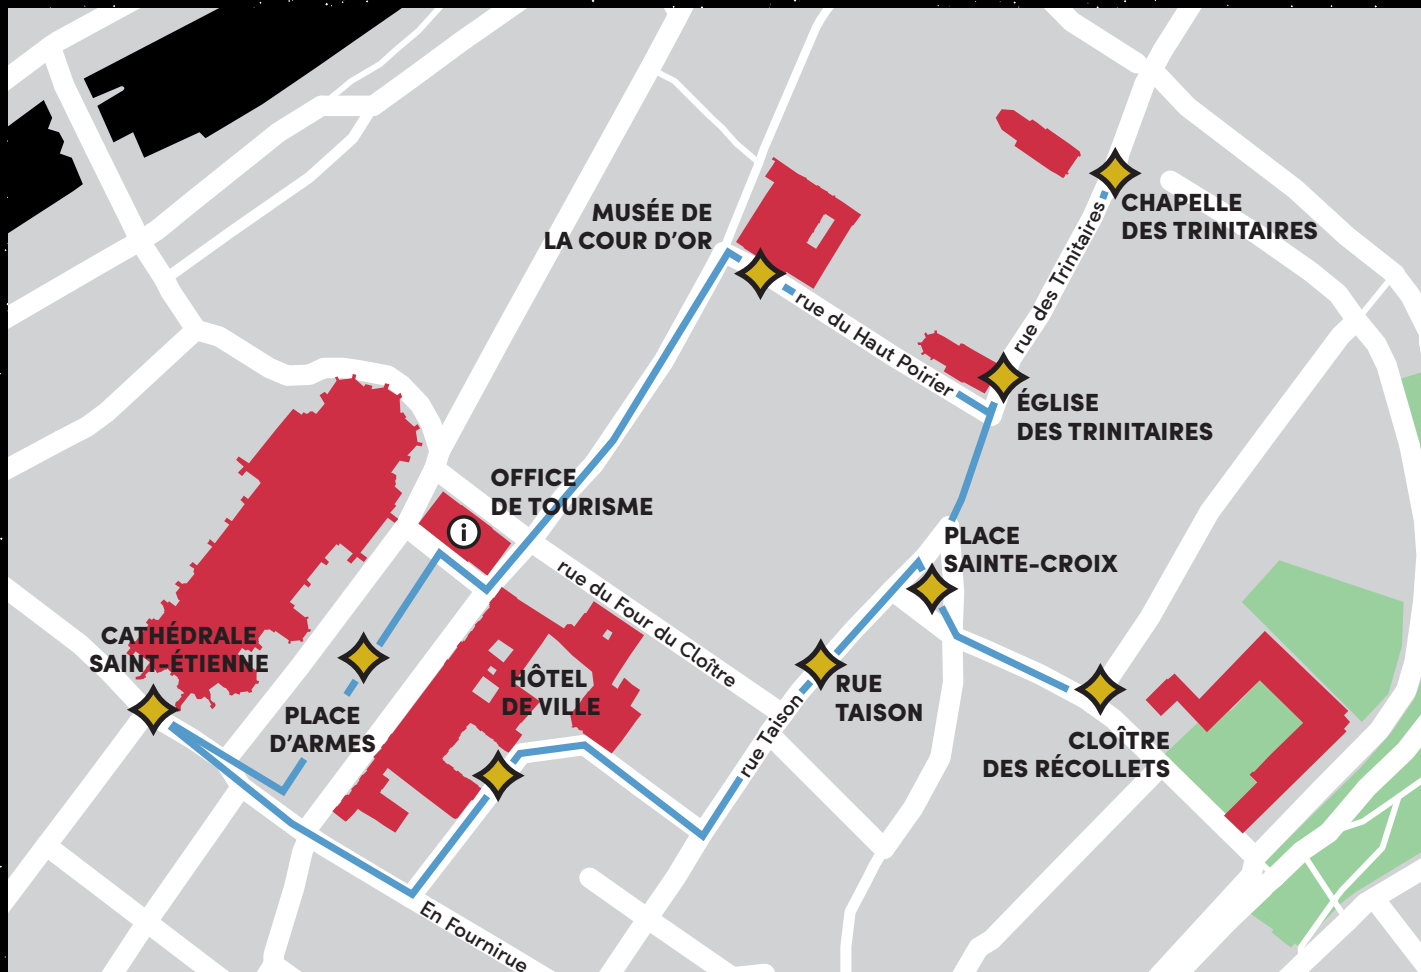 CHAPELLE
DES TRINITAIRES
MUSÉE DE
LA COUR D'OR
rue des Trinitaires
rue du Haut Poirier
ÉGLISE
DES TRINITAIRES
OFFICE
DE TOURISME
i
PLACE
SAINTE-CROIX
rue du Four du Cloître
CATHÉDRALE
SAINT-ÉTIENNE
HÔTEL
DE VILLE
RUE
TAISON
PLACE
D'ARMES
rue Taison
CLOÎTRE
DES RÉCOLLETS
En Fournirue